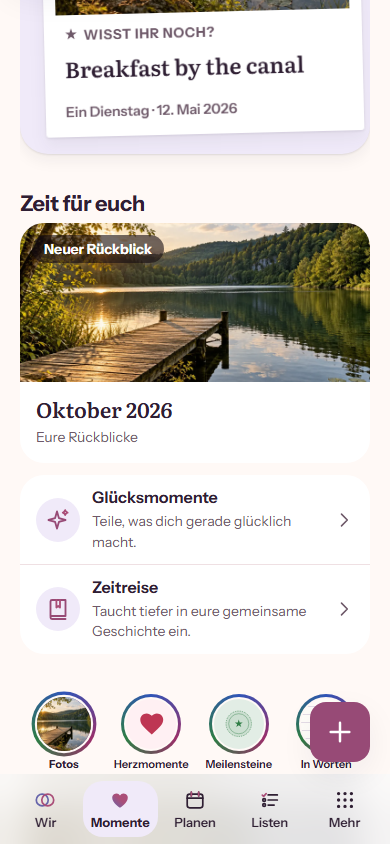 ★ WISST IHR NOCH?
Breakfast by the canal
Ein Dienstag · 12. Mai 2026
Zeit für euch
Neuer Rückblick
Oktober 2026
Eure Rückblicke
Glücksmomente
Teile, was dich gerade glücklich
macht.
Zeitreise
Taucht tiefer in eure gemeinsame
Geschichte ein.
Fotos
Herzmomente
Meilensteine
In Worten
Wir
Momente
Planen
Listen
Mehr